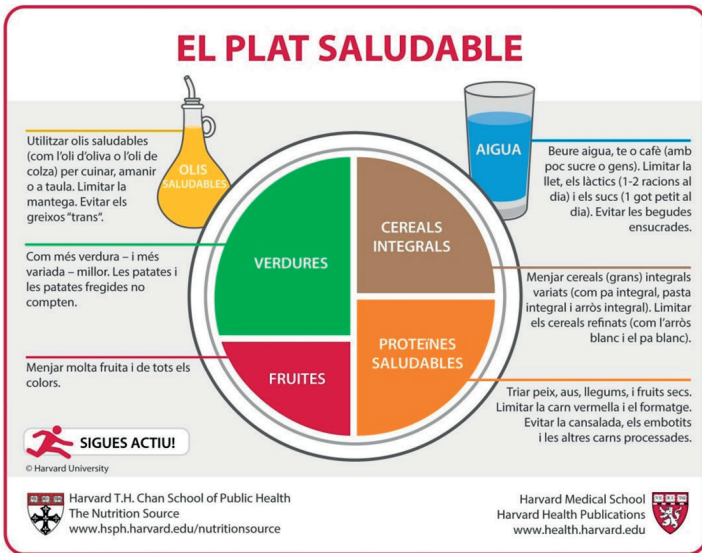 EL PLAT SALUDABLE
Utilitzar olis saludables
(com l'oli d'oliva o l'oli de
colza) per cuinar, amanir
o a taula. Limitar la
mantega. Evitar els
greixos "trans".
OLIS
SALUDABLES
AIGUA
Beure aigua, te o cafè (amb
poc sucre o gens). Limitar la
llet, els làctics (1-2 racions al
dia) i els sucs (1 got petit al
dia). Evitar les begudes
ensucrades.
Com més verdura – i més
variada – millor. Les patates i
les patates fregides no
compten.
VERDURES
CEREALS
INTEGRALS
Menjar cereals (grans) integrals
variats (com pa integral, pasta
integral i arròs integral). Limitar
els cereals refinats (com l'arròs
blanc i el pa blanc).
Menjar molta fruita i de tots els
colors.
FRUITES
PROTEïNES
SALUDABLES
Triar peix, aus, llegums, i fruits secs.
Limitar la carn vermella i el formatge.
Evitar la cansalada, els embotits
i les altres carns processades.
SIGUES ACTIU!
© Harvard University
Harvard T.H. Chan School of Public Health
The Nutrition Source
www.hsph.harvard.edu/nutritionsource
Harvard Medical School
Harvard Health Publications
www.health.harvard.edu